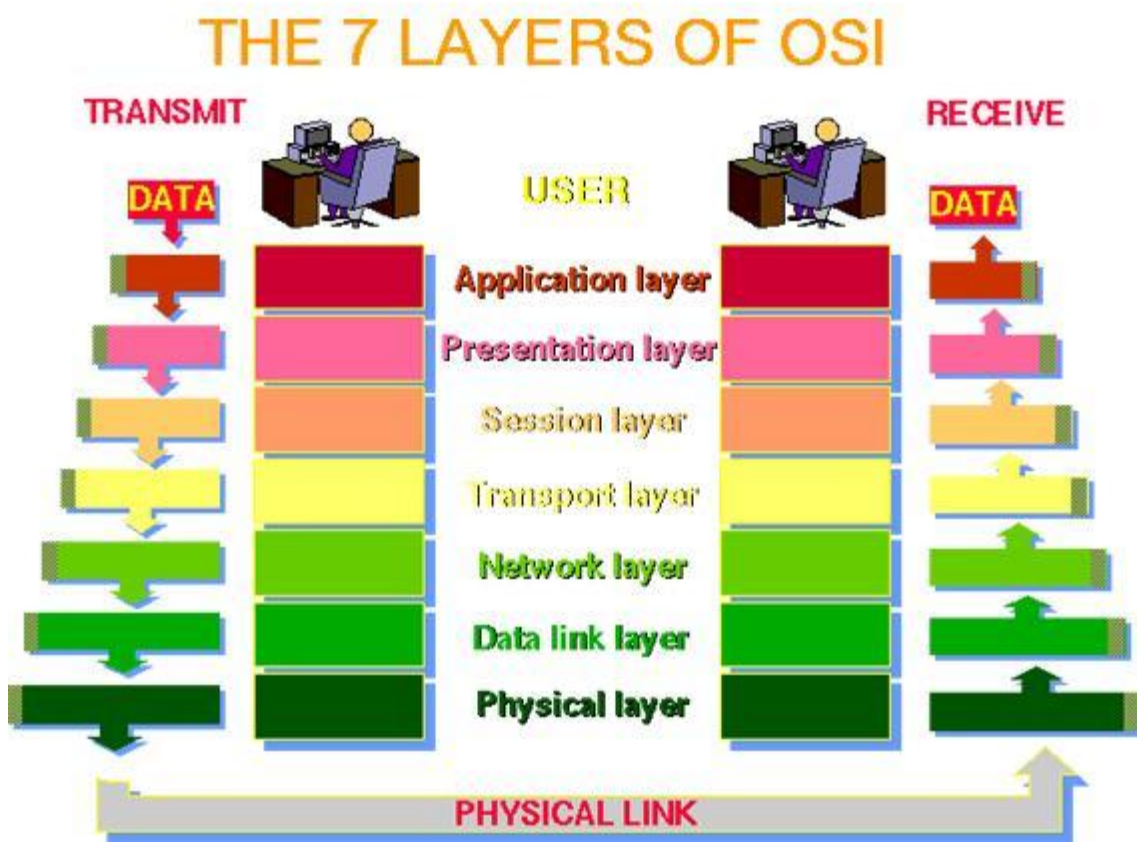 THE 7 LAYERS OF OSI
TRANSMIT
RECEIVE
DATA
USER
DATA
Application layer
Presentation layer
Session layer
Transport layer
Network layer
Data link layer
Physical layer
PHYSICAL LINK